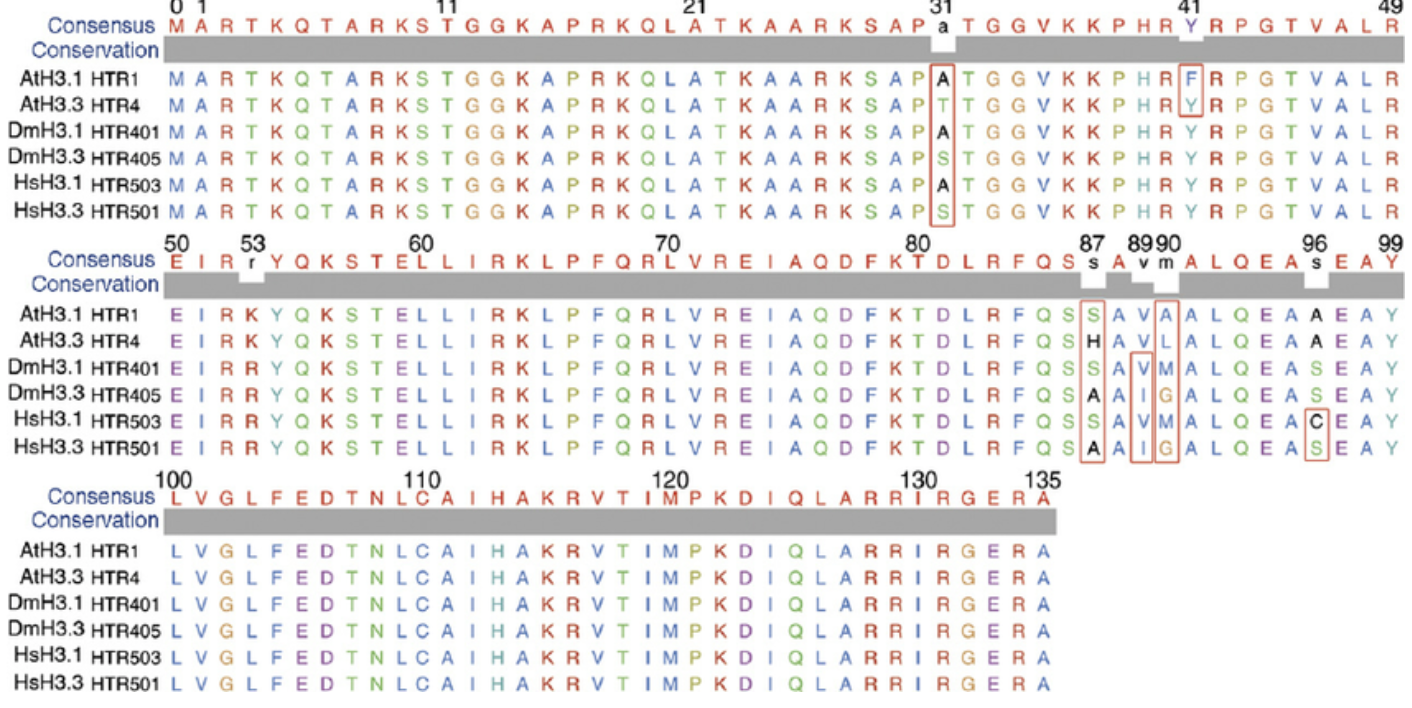 0 1 11 21 31 41 49
Consensus M A R T K Q T A R K S T G G K A P R K Q L A T K A A R K S A P a T G G V K K P H R Y R P G T V A L R
Conservation
AtH3.1 HTR1 M A R T K Q T A R K S T G G K A P R K Q L A T K A A R K S A P A T G G V K K P H R F R P G T V A L R
AtH3.3 HTR4 M A R T K Q T A R K S T G G K A P R K Q L A T K A A R K S A P T T G G V K K P H R Y R P G T V A L R
DmH3.1 HTR401 M A R T K Q T A R K S T G G K A P R K Q L A T K A A R K S A P A T G G V K K P H R Y R P G T V A L R
DmH3.3 HTR405 M A R T K Q T A R K S T G G K A P R K Q L A T K A A R K S A P S T G G V K K P H R Y R P G T V A L R
HsH3.1 HTR503 M A R T K Q T A R K S T G G K A P R K Q L A T K A A R K S A P A T G G V K K P H R Y R P G T V A L R
HsH3.3 HTR501 M A R T K Q T A R K S T G G K A P R K Q L A T K A A R K S A P S T G G V K K P H R Y R P G T V A L R
50 53 60 70 80 87 89 90 96 99
Consensus E I R r Y Q K S T E L L I R K L P F Q R L V R E I A Q D F K T D L R F Q S s A v m A L Q E A s E A Y
Conservation
AtH3.1 HTR1 E I R K Y Q K S T E L L I R K L P F Q R L V R E I A Q D F K T D L R F Q S S A V A A L Q E A A E A Y
AtH3.3 HTR4 E I R K Y Q K S T E L L I R K L P F Q R L V R E I A Q D F K T D L R F Q S H A V L A L Q E A A E A Y
DmH3.1 HTR401 E I R R Y Q K S T E L L I R K L P F Q R L V R E I A Q D F K T D L R F Q S S A V M A L Q E A S E A Y
DmH3.3 HTR405 E I R R Y Q K S T E L L I R K L P F Q R L V R E I A Q D F K T D L R F Q S A A I G A L Q E A S E A Y
HsH3.1 HTR503 E I R R Y Q K S T E L L I R K L P F Q R L V R E I A Q D F K T D L R F Q S S A V M A L Q E A C E A Y
HsH3.3 HTR501 E I R R Y Q K S T E L L I R K L P F Q R L V R E I A Q D F K T D L R F Q S A A I G A L Q E A S E A Y
100 110 120 130 135
Consensus L V G L F E D T N L C A I H A K R V T I M P K D I Q L A R R I R G E R A
Conservation
AtH3.1 HTR1 L V G L F E D T N L C A I H A K R V T I M P K D I Q L A R R I R G E R A
AtH3.3 HTR4 L V G L F E D T N L C A I H A K R V T I M P K D I Q L A R R I R G E R A
DmH3.1 HTR401 L V G L F E D T N L C A I H A K R V T I M P K D I Q L A R R I R G E R A
DmH3.3 HTR405 L V G L F E D T N L C A I H A K R V T I M P K D I Q L A R R I R G E R A
HsH3.1 HTR503 L V G L F E D T N L C A I H A K R V T I M P K D I Q L A R R I R G E R A
HsH3.3 HTR501 L V G L F E D T N L C A I H A K R V T I M P K D I Q L A R R I R G E R A